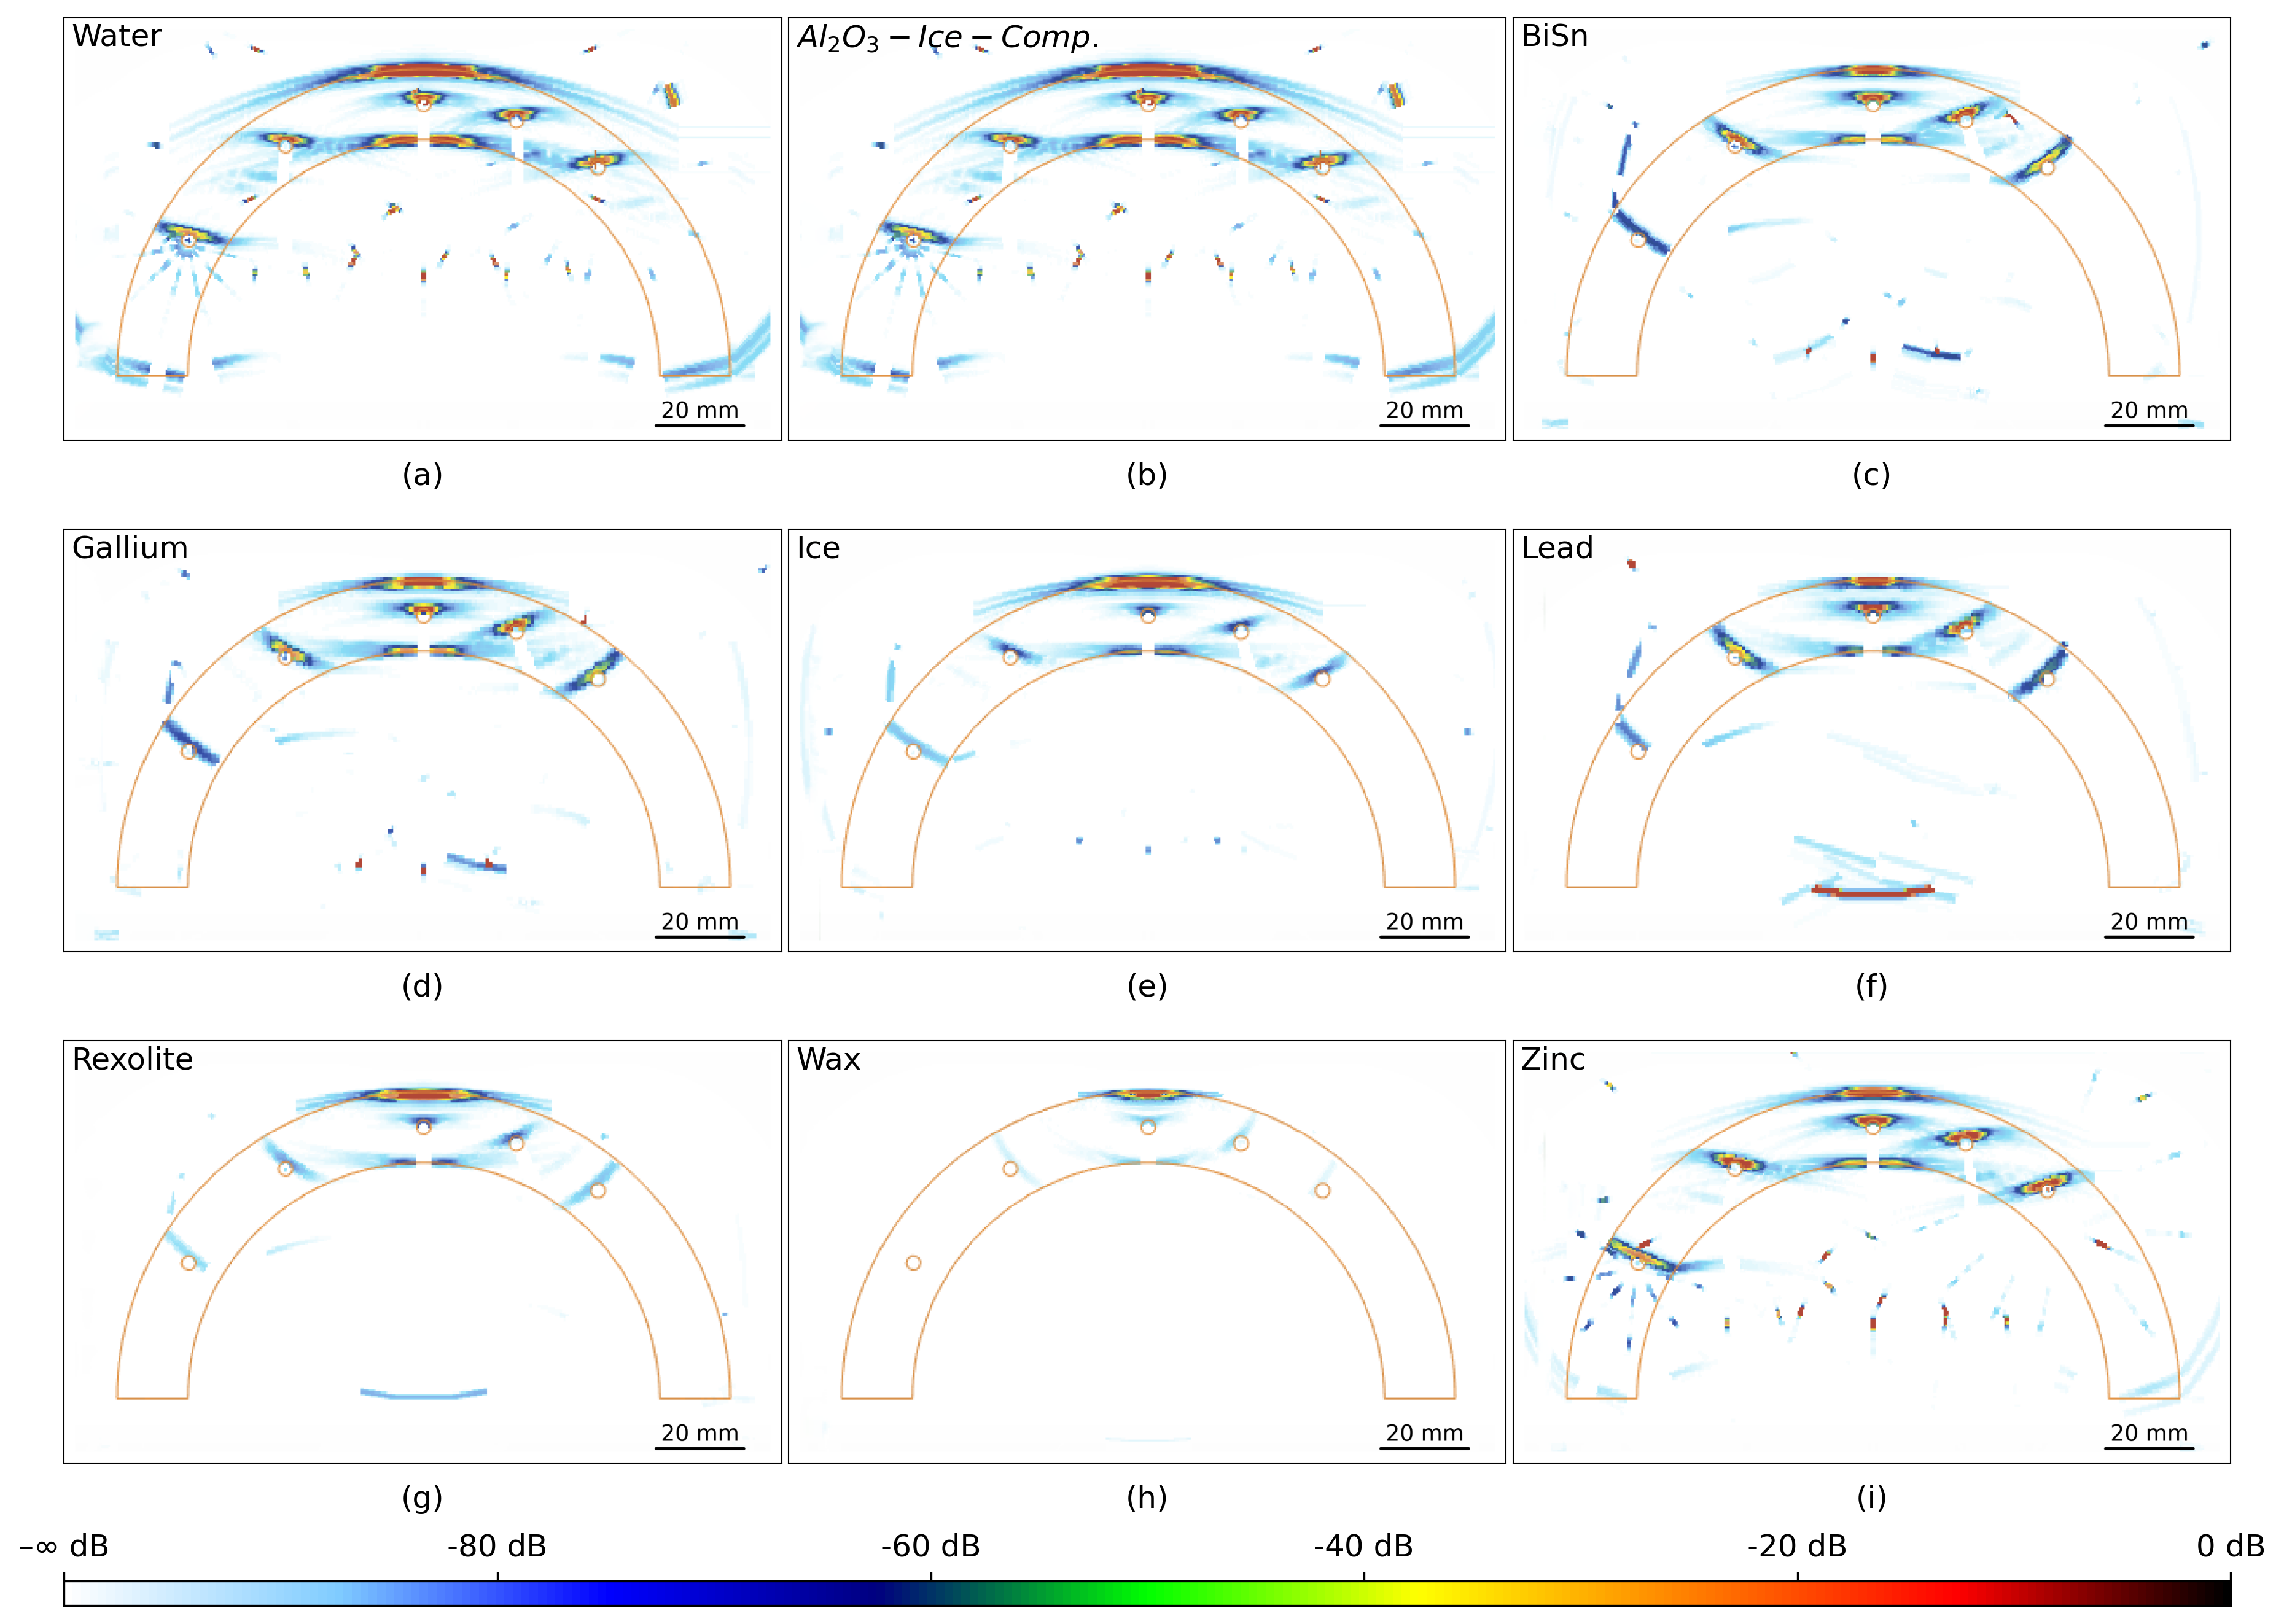 Water
Al₂O₃ − Ice − Comp.
BiSn
20 mm
20 mm
20 mm
(a)
(b)
(c)
Gallium
Ice
Lead
20 mm
20 mm
20 mm
(d)
(e)
(f)
Rexolite
Wax
Zinc
20 mm
20 mm
20 mm
(g)
(h)
(i)
–∞ dB
-80 dB
-60 dB
-40 dB
-20 dB
0 dB